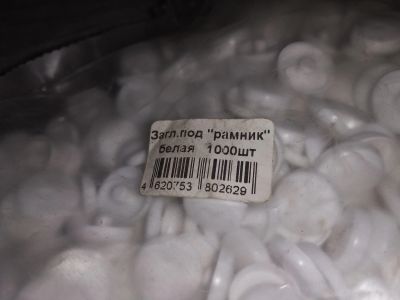 Загл.под "рамник"
белая 1000шт
4 620753 802629